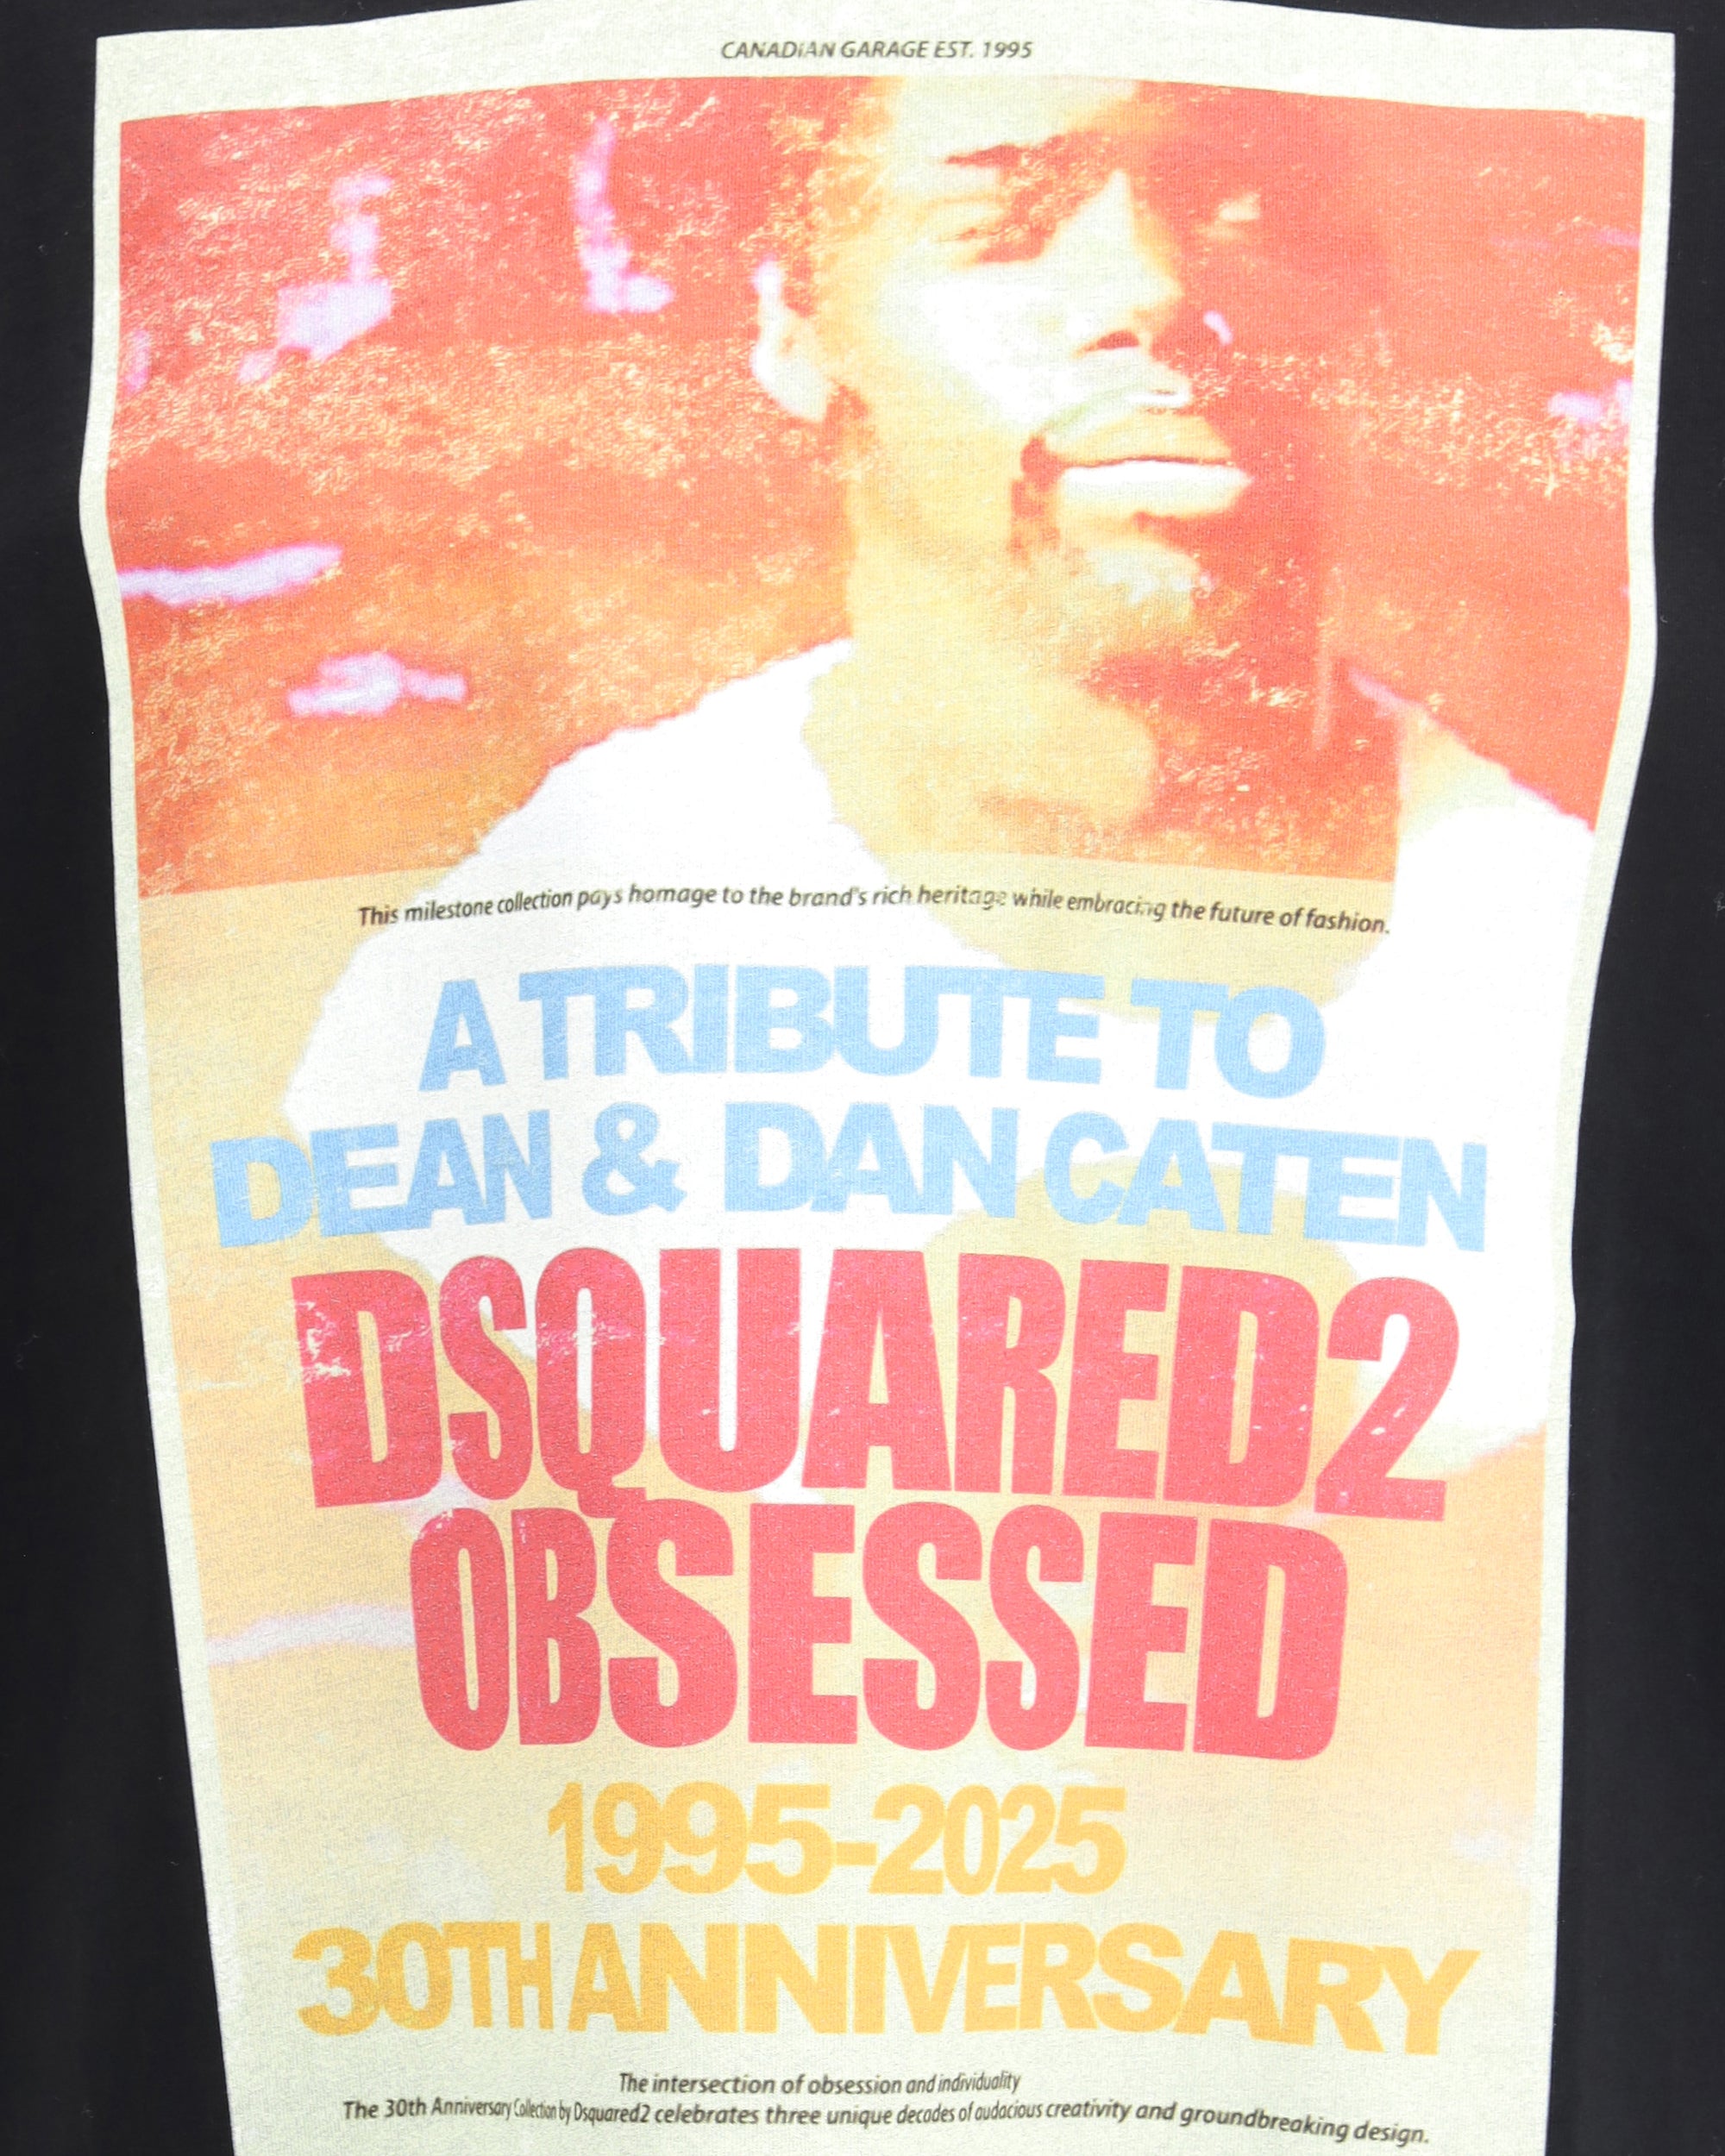 CANADIAN GARAGE EST. 1995
This milestone collection pays homage to the brand's rich heritage while embracing the future of fashion.
A TRIBUTE TO
DEAN & DAN CATEN
DSQUARED2
OBSESSED
1995-2025
30TH ANNIVERSARY
The intersection of obsession and individuality
The 30th Anniversary Collection by Dsquared2 celebrates three unique decades of audacious creativity and groundbreaking design.